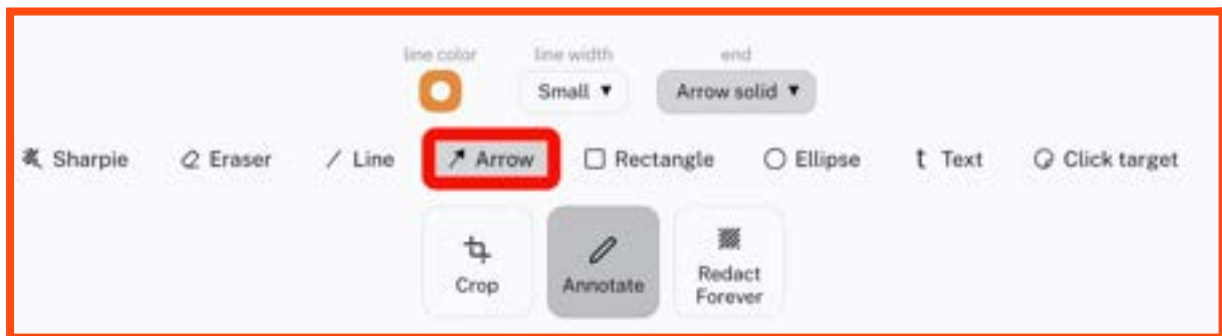 line color line width end
Small ▼ Arrow solid ▼
Sharpie Eraser Line Arrow Rectangle Ellipse t Text Click target
Crop Annotate Redact
Forever